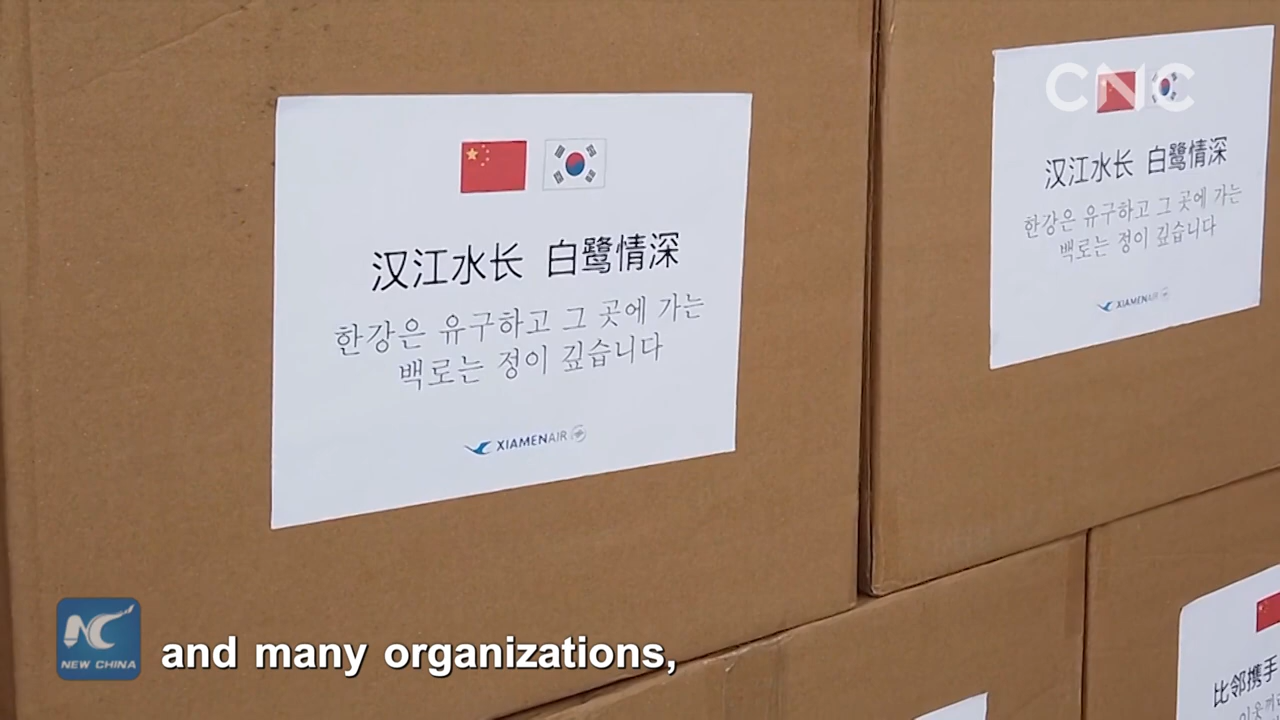 汉江水长 白鹭情深
한강은 유구하고 그 곳에 가는
백로는 정이 깊습니다
XIAMENAIR
CNC
汉江水长 白鹭情深
한강은 유구하고 그 곳에 가는
백로는 정이 깊습니다
XIAMENAIR
比邻携手
NC
NEW CHINA
and many organizations,